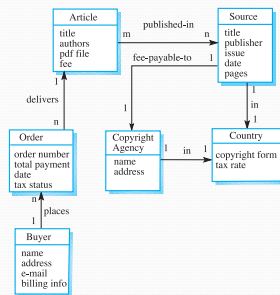 Article
title
authors
pdf file
fee
published-in
m
n
Source
title
publisher
issue
date
pages
fee-payable-to
1
1
delivers
1
n
1
in
1
Order
order number
total payment
date
tax status
Copyright
Agency
name
address
1
in
1
Country
copyright form
tax rate
n
places
1
Buyer
name
address
e-mail
billing info